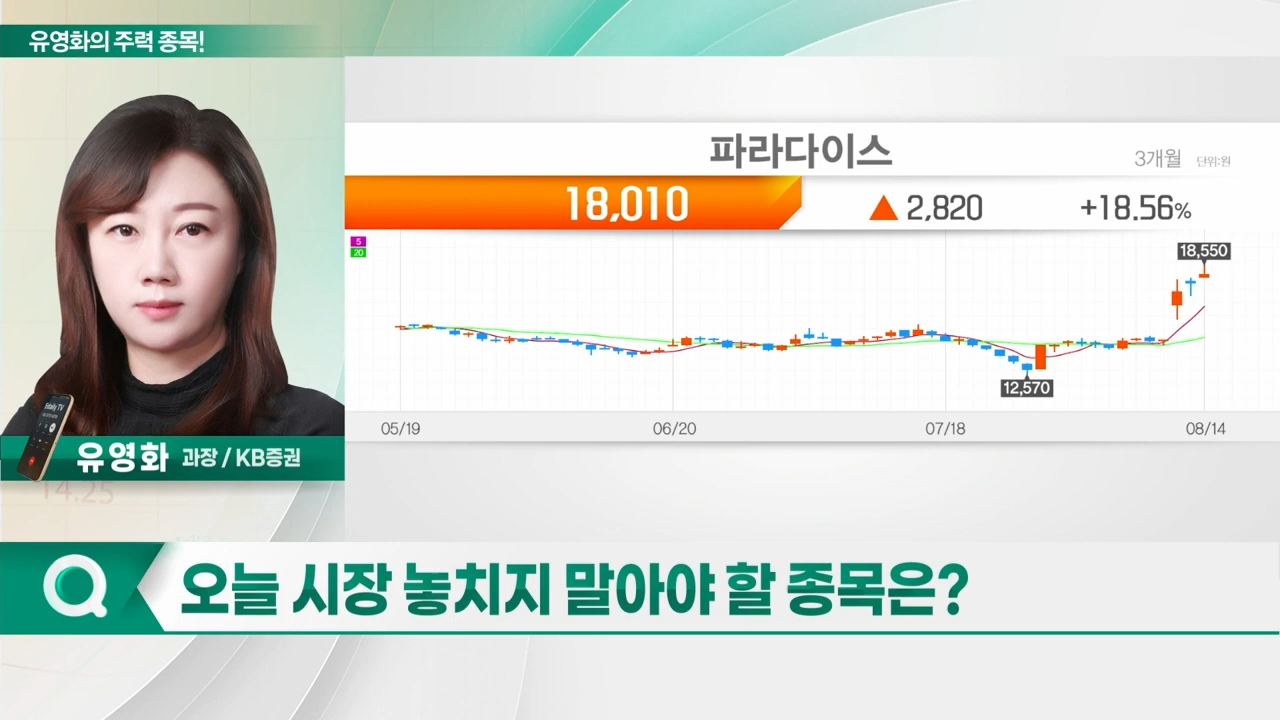 유영화의 주력 종목!
파라다이스
3개월 단위:원
18,010 ▲ 2,820 +18.56%
5
20
18,550
12,570
05/19 06/20 07/18 08/14
Edaily TV
유영화 과장 / KB증권
14.25
오늘 시장 놓치지 말아야 할 종목은?